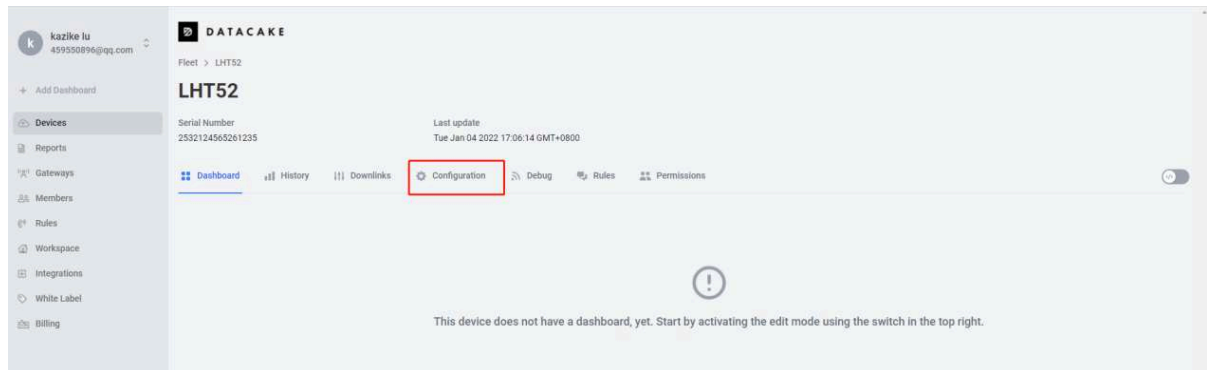 kazike lu
459550896@qq.com
Add Dashboard
Devices
Reports
Gateways
Members
Rules
Workspace
Integrations
White Label
Billing
DATACAKE
Fleet > LHT52
LHT52
Serial Number
2532124565261235
Last update
Tue Jan 04 2022 17:06:14 GMT+0800
Dashboard History Downlinks Configuration Debug Rules Permissions
This device does not have a dashboard, yet. Start by activating the edit mode using the switch in the top right.